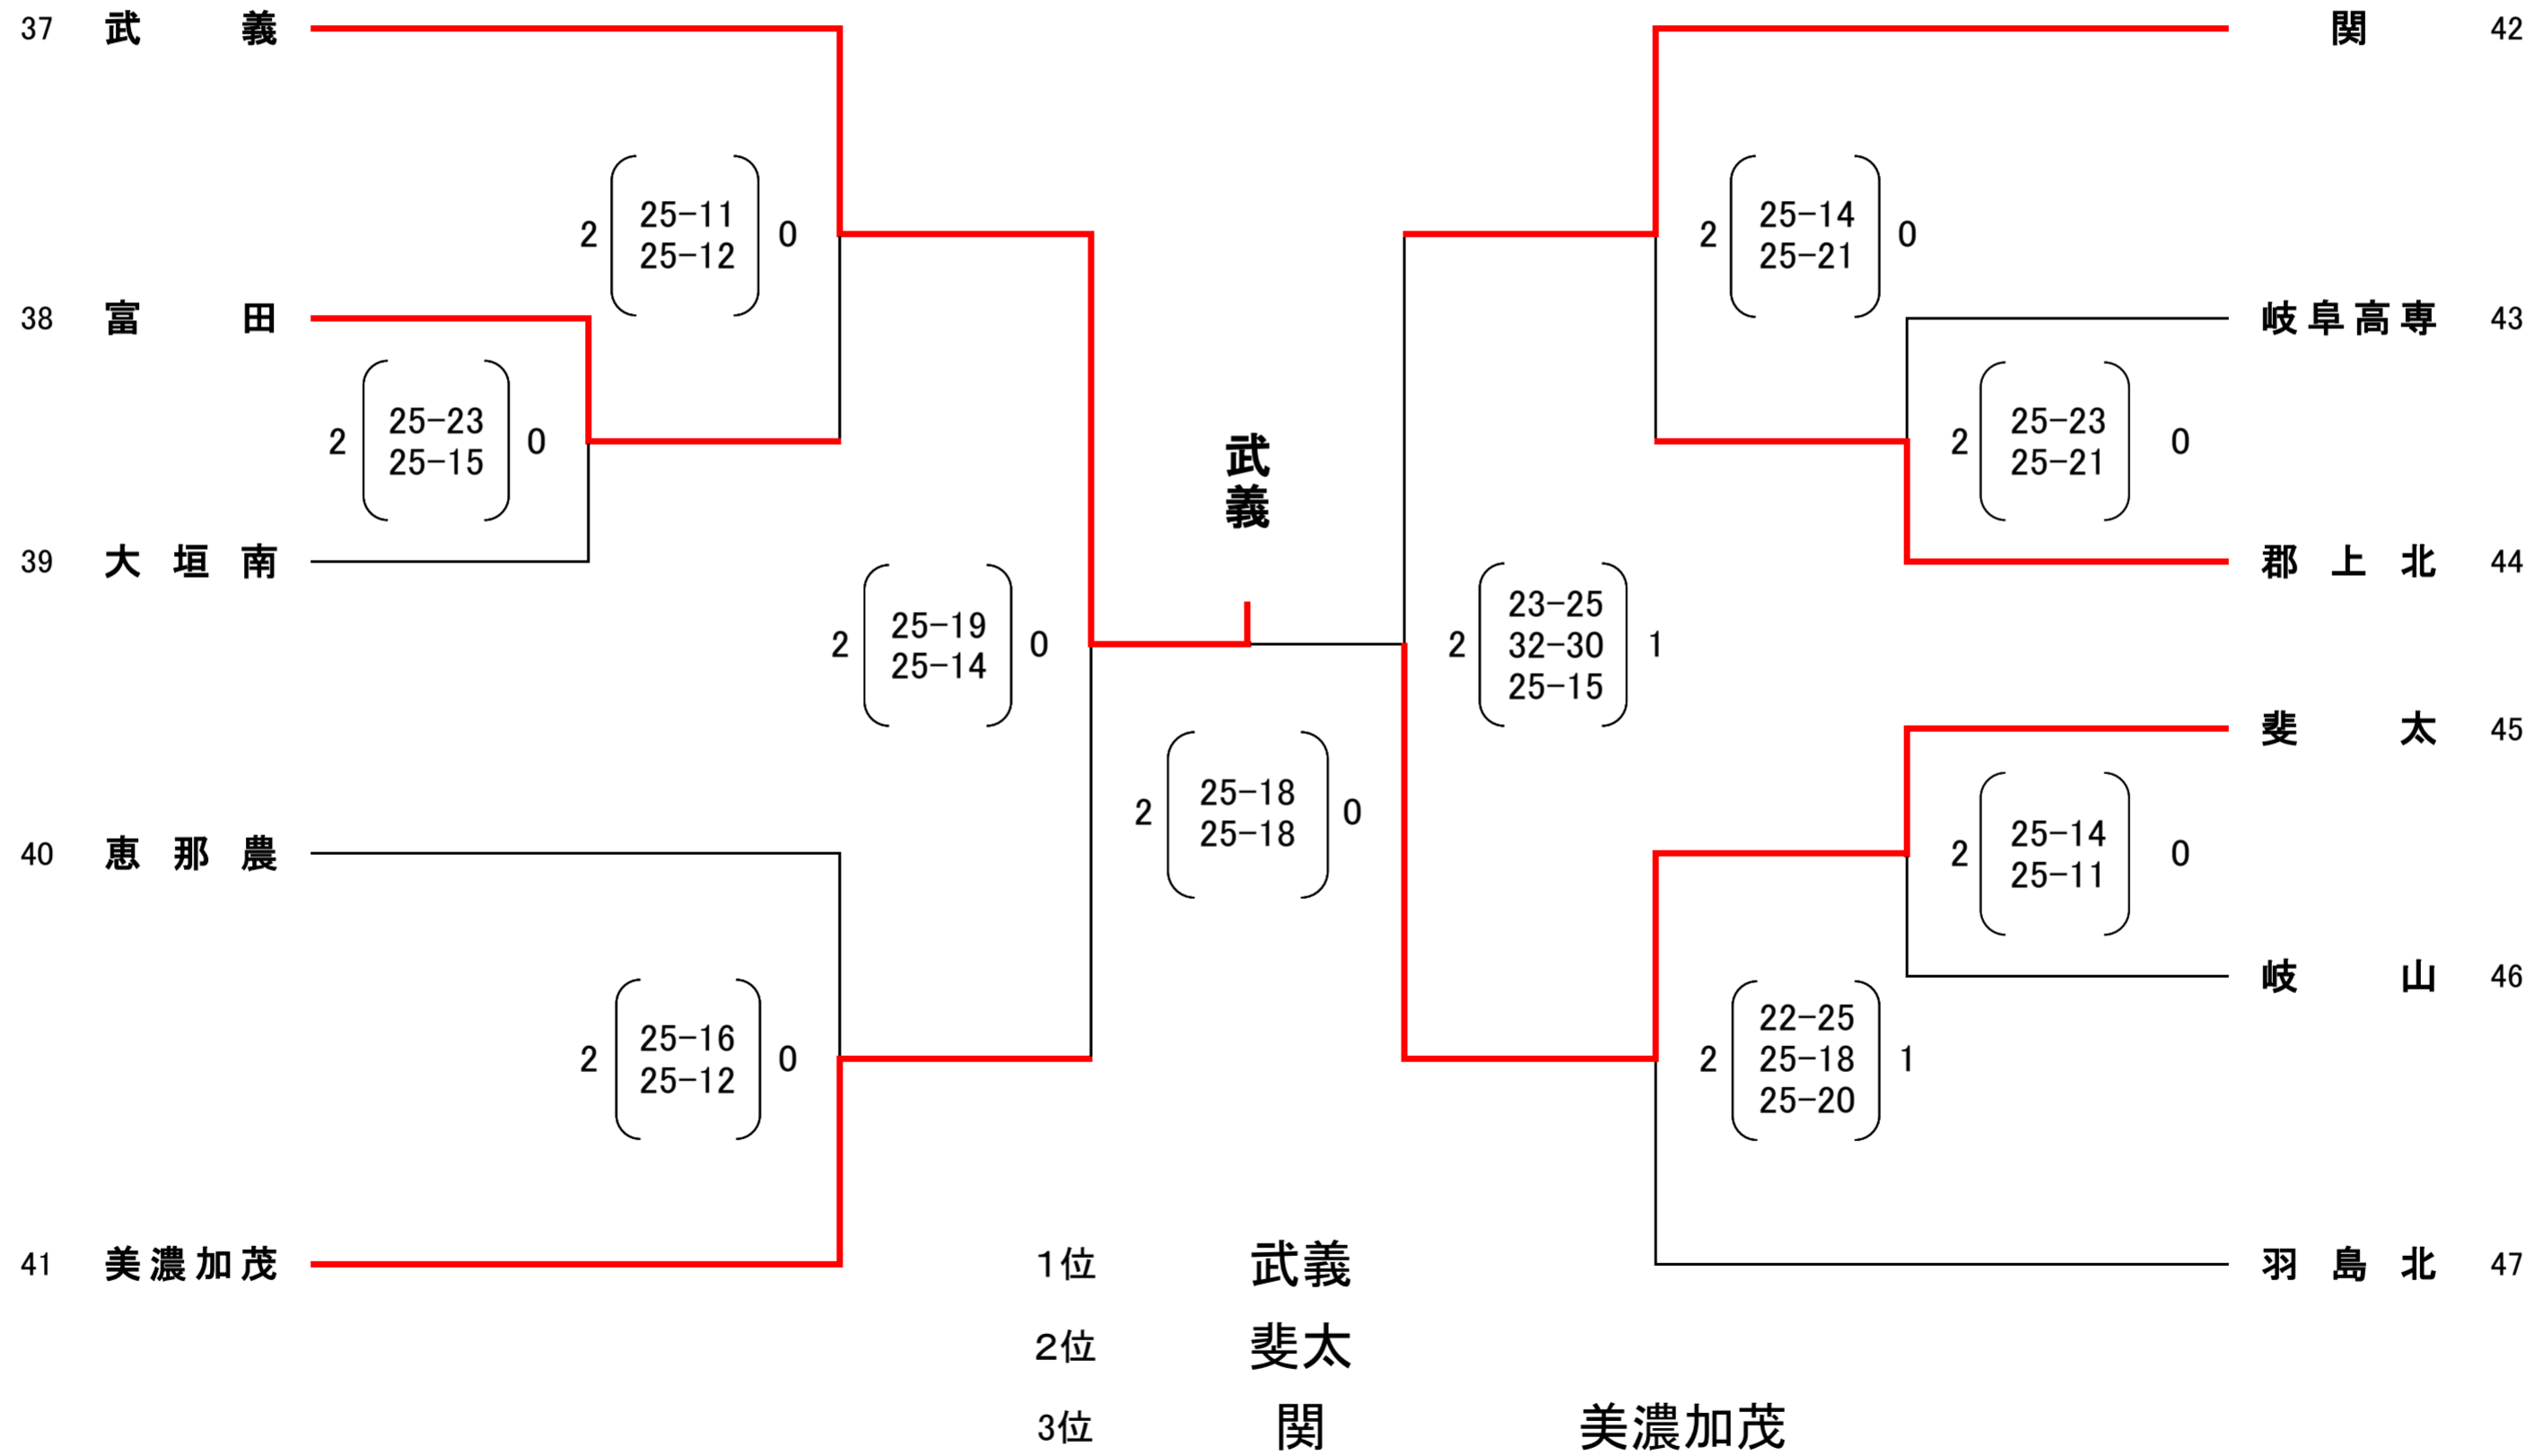 37 武義
関 42
2 25-11 0
25-12
2 25-14 0
25-21
38 富田
岐阜高専 43
2 25-23 0
25-15
2 25-23 0
25-21
武義
39 大垣南
郡上北 44
2 25-19 0
25-14
2 23-25 1
32-30
25-15
斐太 45
2 25-18 0
25-18
40 恵那農
2 25-14 0
25-11
岐山 46
2 25-16 0
25-12
2 22-25 1
25-18
25-20
41 美濃加茂
羽島北 47
1位 武義
2位 斐太
3位 関 美濃加茂